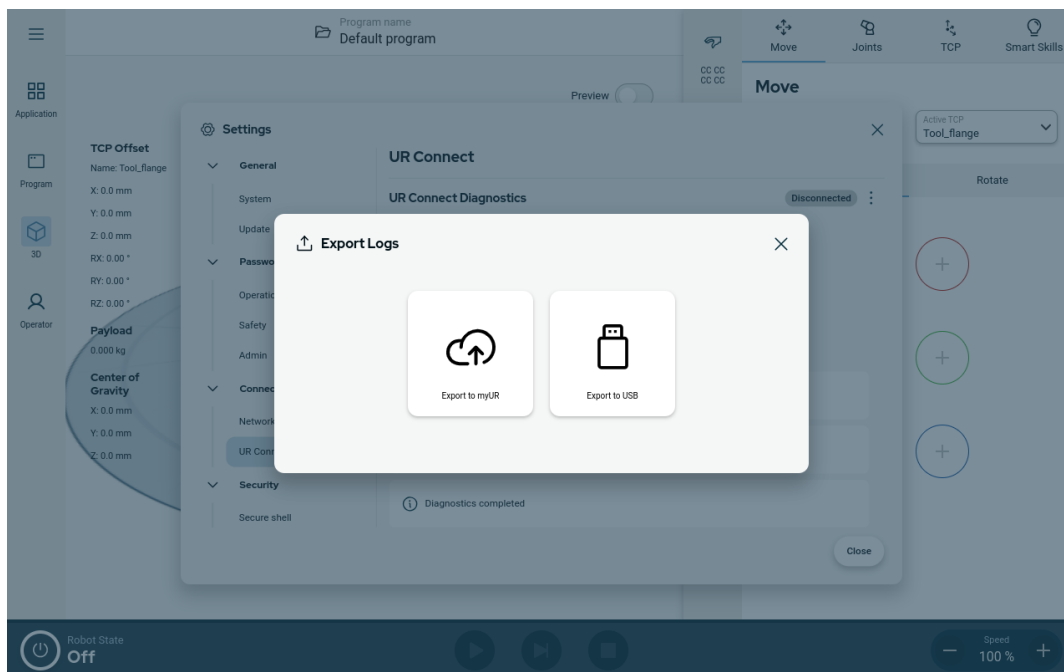 Program name
Default program
Application
Program
3D
Operator
Preview
TCP Offset
Name: Tool_flange
X: 0.0 mm
Y: 0.0 mm
Z: 0.0 mm
RX: 0.00 °
RY: 0.00 °
RZ: 0.00 °
Payload
0.000 kg
Center of
Gravity
X: 0.0 mm
Y: 0.0 mm
Z: 0.0 mm
Settings
General
System
Update
Passwo
Operatio
Safety
Admin
Connec
Network
UR Conn
Security
Secure shell
UR Connect
UR Connect Diagnostics
Disconnected
Diagnostics completed
Close
Export Logs
Export to myUR
Export to USB
CC CC
CC CC
Move
Joints
TCP
Smart Skills
Move
Active TCP
Tool_flange
Rotate
Robot State
Off
Speed
100 %